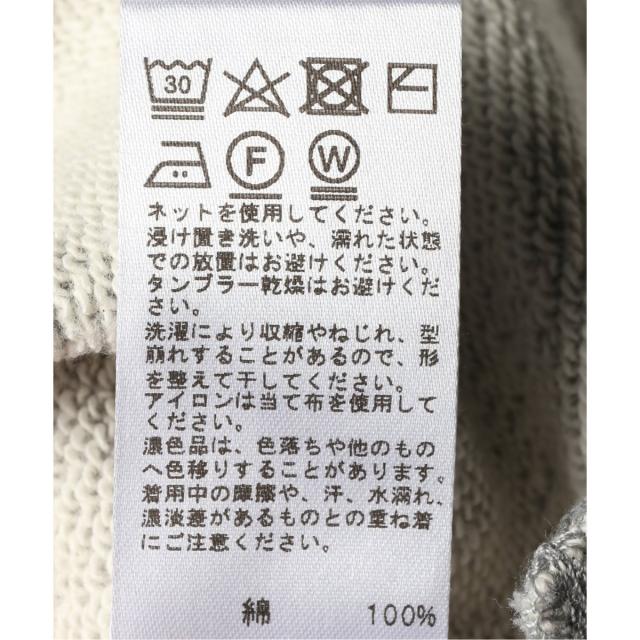 30
F W
ネットを使用してください。
浸け置き洗いや、濡れた状態
での放置はお避けください。
タンブラー乾燥はお避けくだ
さい。
洗濯により収縮やねじれ、型
崩れすることがあるので、形
を整えて干してください。
アイロンは当て布を使用して
ください。
濃色品は、色落ちや他のもの
へ色移りすることがあります。
着用中の摩擦や、汗、水濡れ、
濃淡差があるものとの重ね着
にご注意ください。
綿 100%